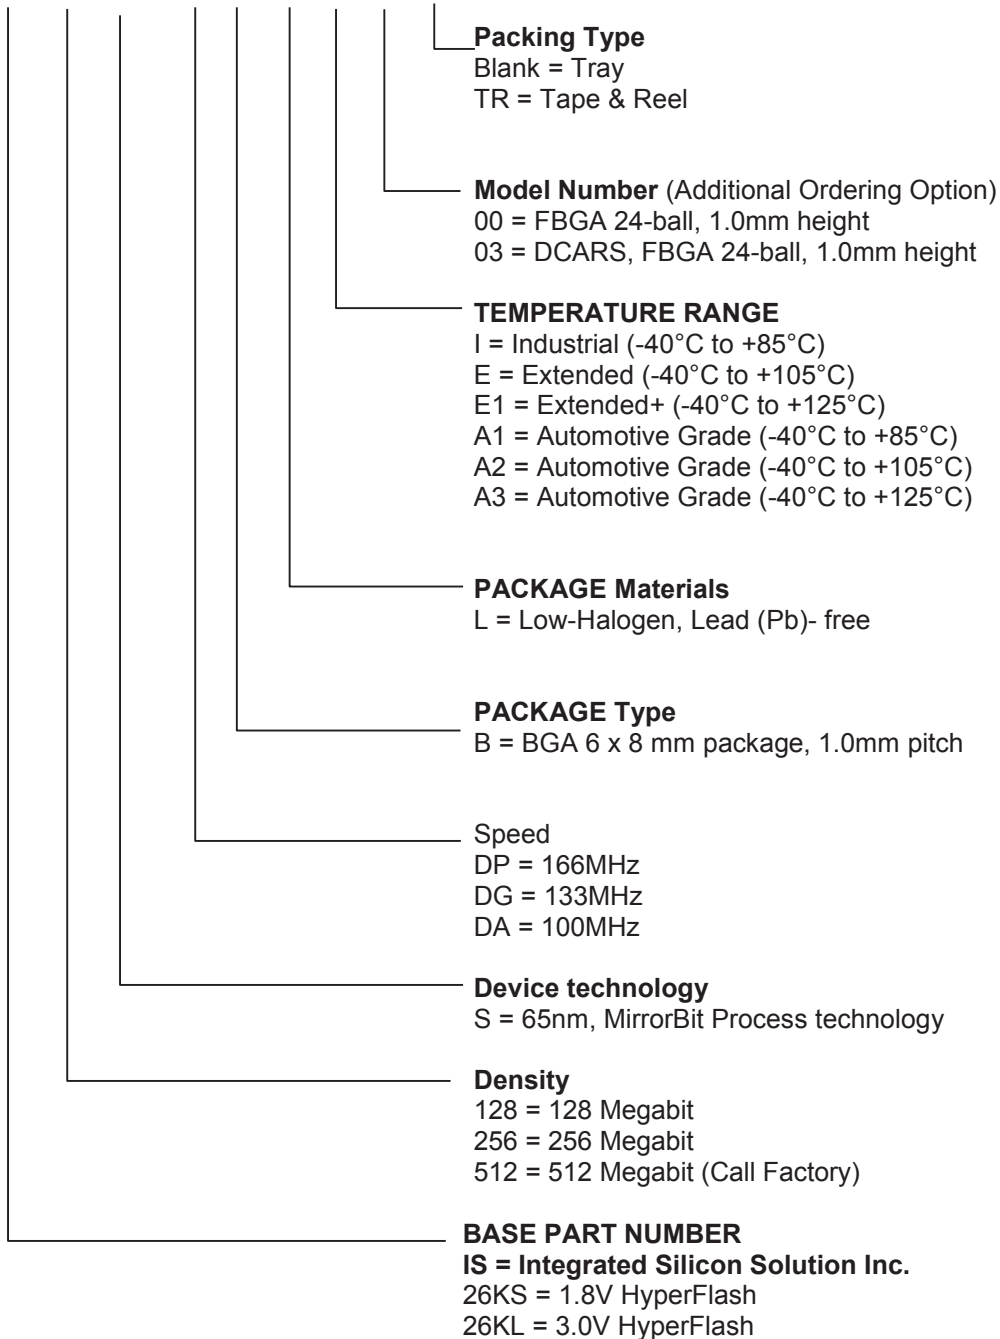 Packing Type
Blank = Tray
TR = Tape & Reel
Model Number (Additional Ordering Option)
00 = FBGA 24-ball, 1.0mm height
03 = DCARS, FBGA 24-ball, 1.0mm height
TEMPERATURE RANGE
I = Industrial (-40°C to +85°C)
E = Extended (-40°C to +105°C)
E1 = Extended+ (-40°C to +125°C)
A1 = Automotive Grade (-40°C to +85°C)
A2 = Automotive Grade (-40°C to +105°C)
A3 = Automotive Grade (-40°C to +125°C)
PACKAGE Materials
L = Low-Halogen, Lead (Pb)- free
PACKAGE Type
B = BGA 6 x 8 mm package, 1.0mm pitch
Speed
DP = 166MHz
DG = 133MHz
DA = 100MHz
Device technology
S = 65nm, MirrorBit Process technology
Density
128 = 128 Megabit
256 = 256 Megabit
512 = 512 Megabit (Call Factory)
BASE PART NUMBER
IS = Integrated Silicon Solution Inc.
26KS = 1.8V HyperFlash
26KL = 3.0V HyperFlash